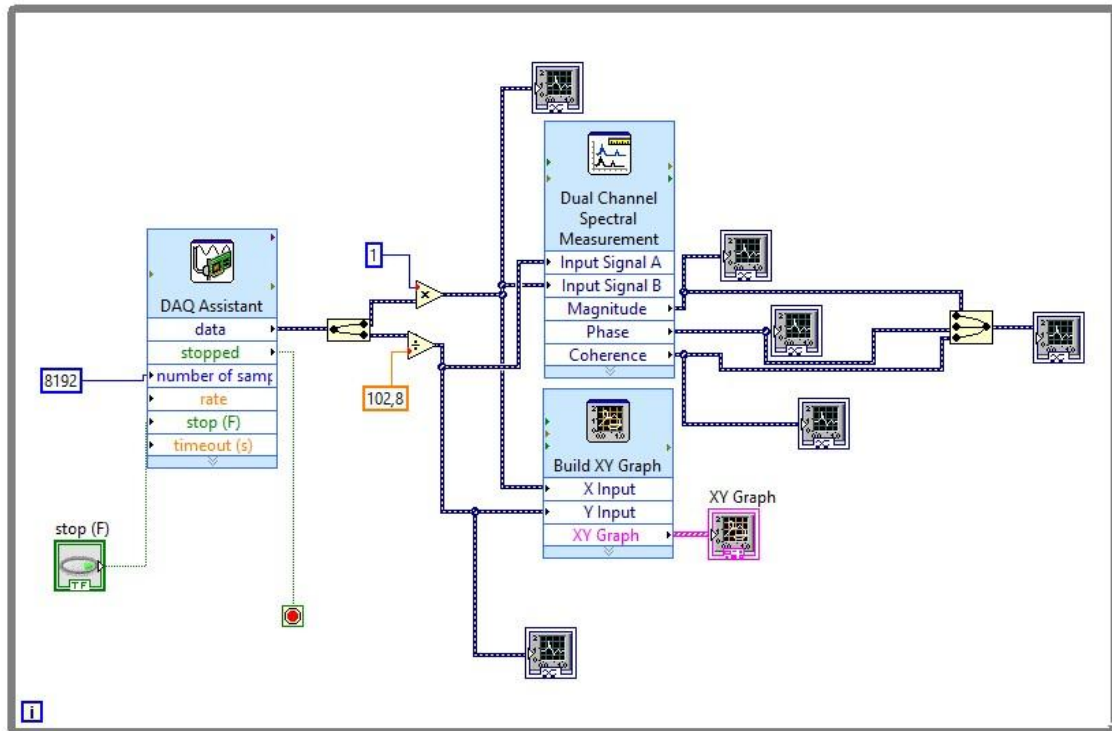 Dual Channel
Spectral
Measurement
Input Signal A
Input Signal B
Magnitude
Phase
Coherence
1
DAQ Assistant
data
stopped
number of samp
rate
stop (F)
timeout (s)
8192
102,8
Build XY Graph
X Input
Y Input
XY Graph
XY Graph
stop (F)
TF
i